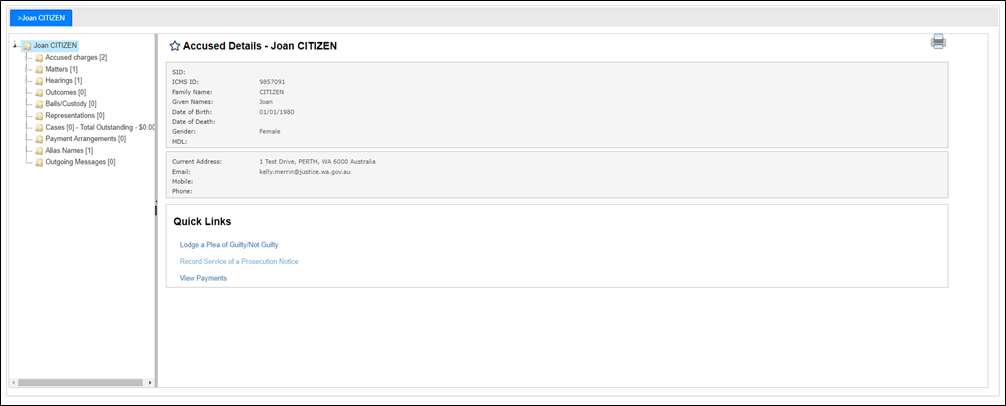 >Joan CITIZEN
Joan CITIZEN
Accused charges [2]
Matters [1]
Hearings [1]
Outcomes [0]
Bails/Custody [0]
Representations [0]
Cases [0] - Total Outstanding - $0.00
Payment Arrangements [0]
Alias Names [1]
Outgoing Messages [0]
Accused Details - Joan CITIZEN
SID:
ICMS ID: 9857091
Family Name: CITIZEN
Given Names: Joan
Date of Birth: 01/01/1980
Date of Death:
Gender: Female
MDL:
Current Address: 1 Test Drive, PERTH, WA 6000 Australia
Email: kelly.merrin@justice.wa.gov.au
Mobile:
Phone:
Quick Links
Lodge a Plea of Guilty/Not Guilty
Record Service of a Prosecution Notice
View Payments